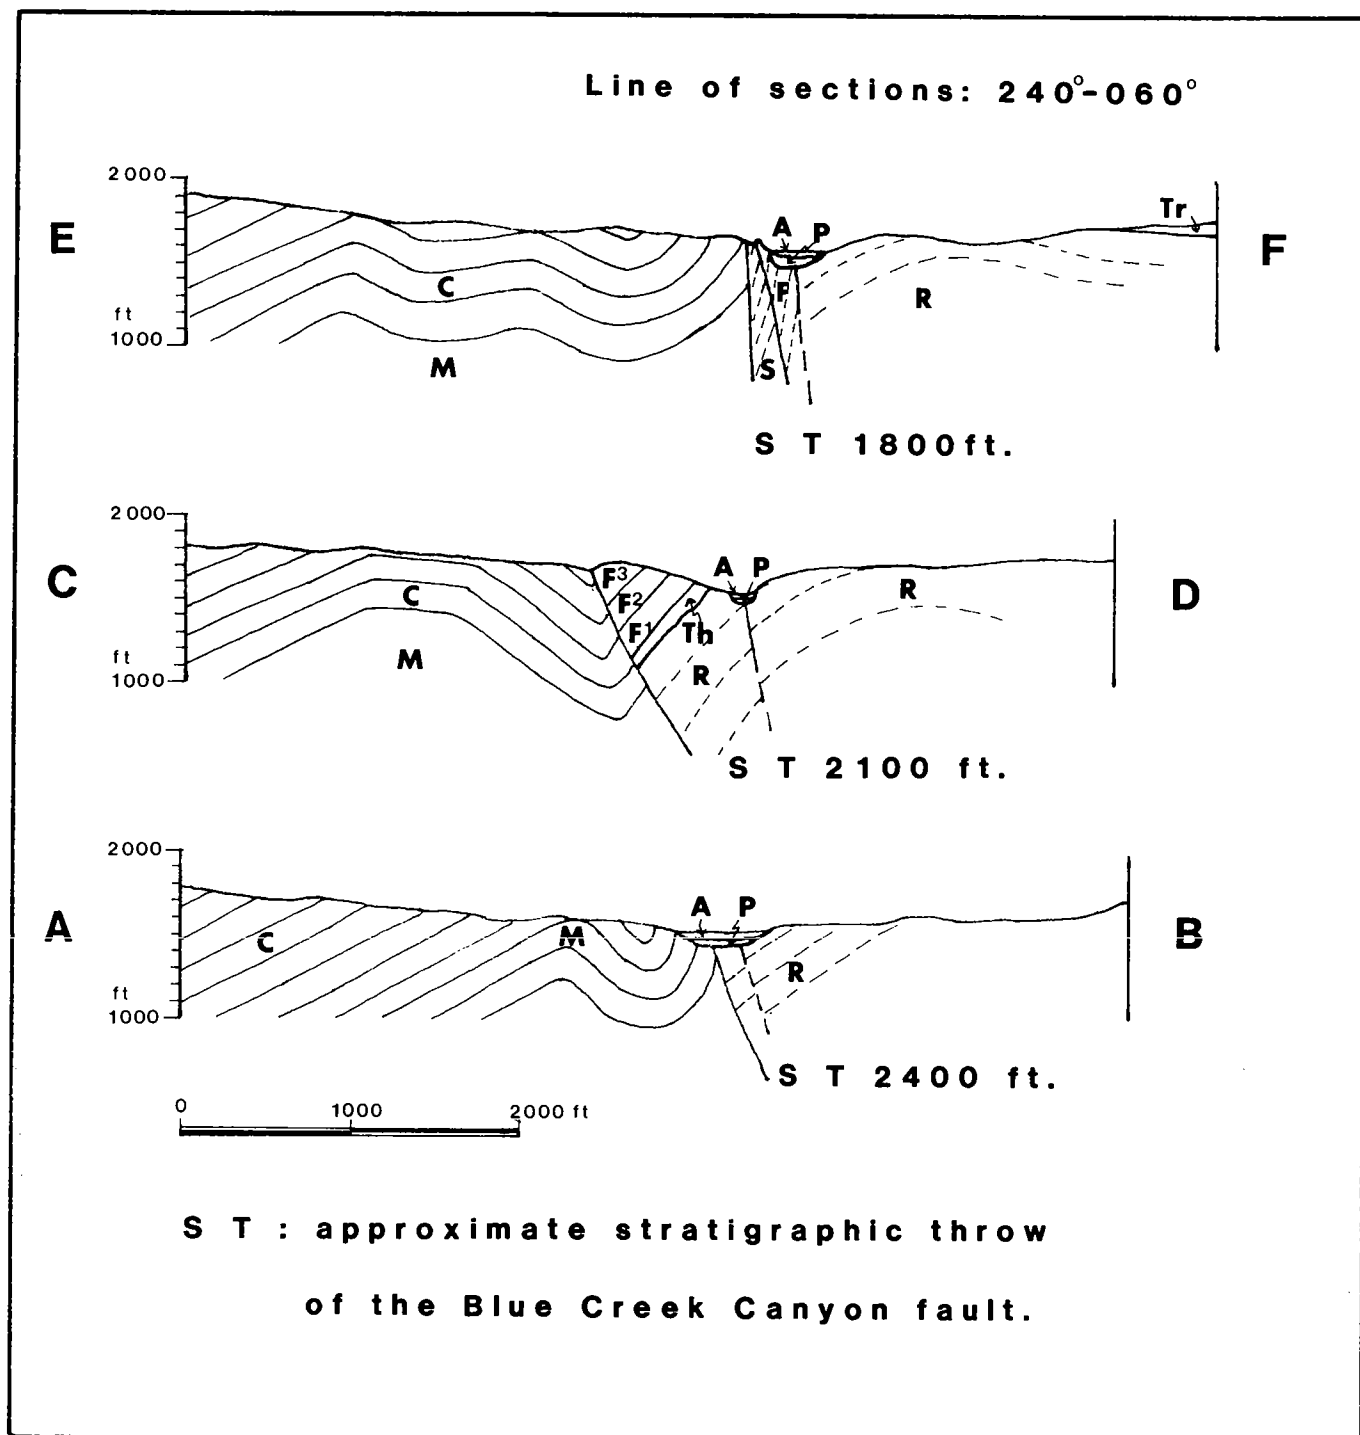 Line of sections: 240°-060°
2000
E
A
P
Tr
F
C
F
R
ft
1000
M
S
S T 1800ft.
2000
C
A
P
F³
R
D
C
F²
F¹
Th
ft
M
R
1000
S T 2100 ft.
2000
A
A
P
M
B
C
R
ft
1000
S T 2400 ft.
0
1000
2000 ft
S T : approximate stratigraphic throw
of the Blue Creek Canyon fault.